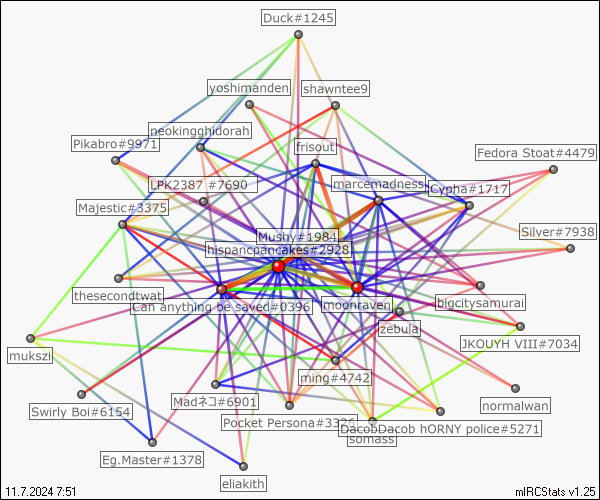 Duck#1245
yoshimanden
shawntee9
neokingghidorah
Pikabro#9971
frisout
Fedora Stoat#4479
LPK2387 #7690
marcemadness
Cypha#1717
Majestic#3375
Silver#7938
Mushy#1984
hispancpancakes#2928
thesecondtwat
Can anything be saved#0396
moonraven
bigcitysamurai
zebula
JKOUYH VIII#7034
mukszi
ming#4742
Swirly Boi#6154
Madネコ#6901
normalwan
Pocket Persona#3326
DacobDacob hORNY police#5271
somass
Eg.Master#1378
eliakith
11.7.2024 7:51
mIRCStats v1.25